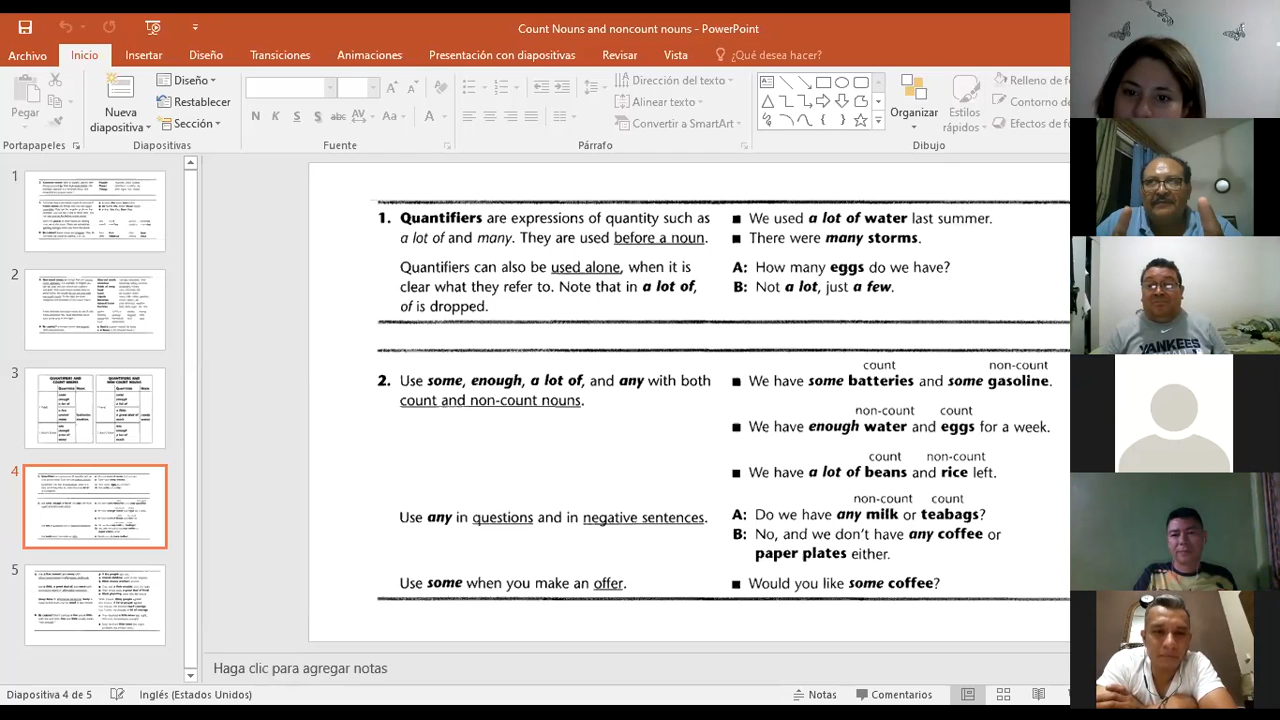 Count Nouns and noncount nouns - PowerPoint
Archivo Inicio Insertar Diseño Transiciones Animaciones Presentación con diapositivas Revisar Vista ¿Qué desea hacer?
Pegar
Nueva diapositiva
Diseño
Restablecer
Sección
N K S abc AV Aa A
Dirección del texto
Alinear texto
Convertir a SmartArt
Organizar
Estilos rápidos
Relleno de
Contorno d
Efectos de
Portapapeles Diapositivas Fuente Párrafo Dibujo
1
2
3
4
5
1. Quantifiers are expressions of quantity such as
a lot of and many. They are used before a noun.
Quantifiers can also be used alone, when it is
clear what they refer to. Note that in a lot of,
of is dropped.
■ We used a lot of water last summer.
■ There were many storms.
A: How many eggs do we have?
B: Not a lot, just a few.
2. Use some, enough, a lot of, and any with both
count and non-count nouns.
count non-count
■ We have some batteries and some gasoline.
non-count count
■ We have enough water and eggs for a week.
count non-count
■ We have a lot of beans and rice left.
Use any in questions and in negative sentences.
non-count count
A: Do we have any milk or teabags?
B: No, and we don't have any coffee or
paper plates either.
Use some when you make an offer.
■ Would you like some coffee?
Haga clic para agregar notas
Diapositiva 4 de 5 Inglés (Estados Unidos) Notas Comentarios
YANKEES